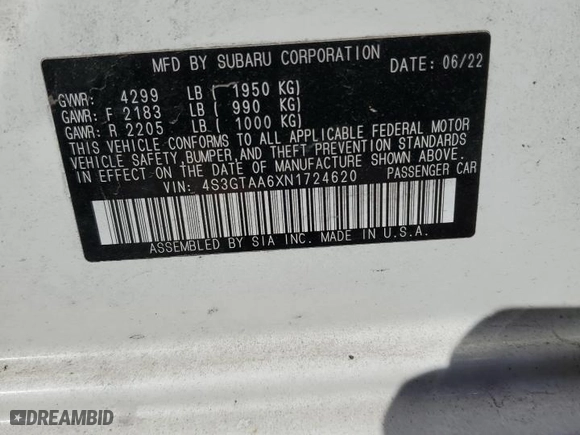 MFD BY SUBARU CORPORATION DATE: 06/22
GVWR: 4299 LB ( 1950 KG)
GAWR: F 2183 LB ( 990 KG)
GAWR: R 2205 LB ( 1000 KG)
THIS VEHICLE CONFORMS TO ALL APPLICABLE FEDERAL MOTOR
VEHICLE SAFETY, BUMPER, AND THEFT PREVENTION STANDARDS
IN EFFECT ON THE DATE OF MANUFACTURE SHOWN ABOVE.
VIN: 4S3GTAA6XN1724620 PASSENGER CAR
ASSEMBLED BY SIA INC. MADE IN U.S.A.
DREAMBID